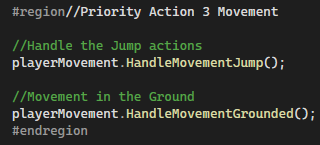 #region//Priority Action 3 Movement
//Handle the Jump actions
playerMovement.HandleMovementJump();
//Movement in the Ground
playerMovement.HandleMovementGrounded();
#endregion